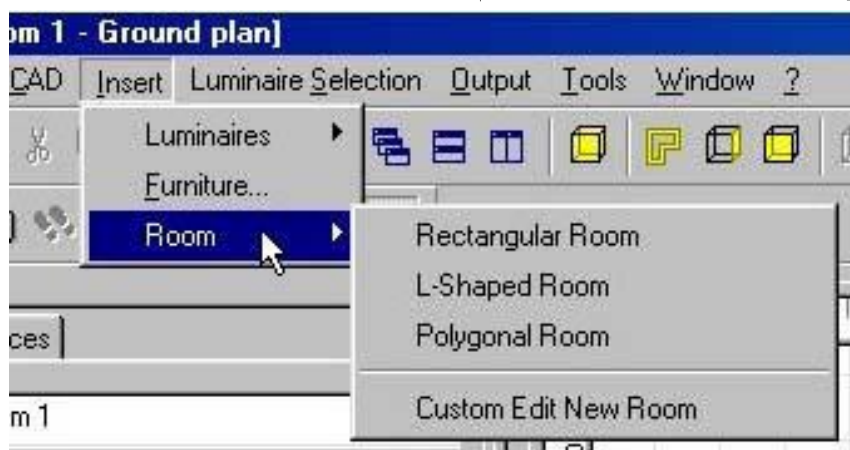 om 1 - Ground plan]
CAD Insert Luminaire Selection Output Tools Window ?
Luminaires
Furniture...
Room
Rectangular Room
L-Shaped Room
Polygonal Room
Custom Edit New Room
ces
m 1